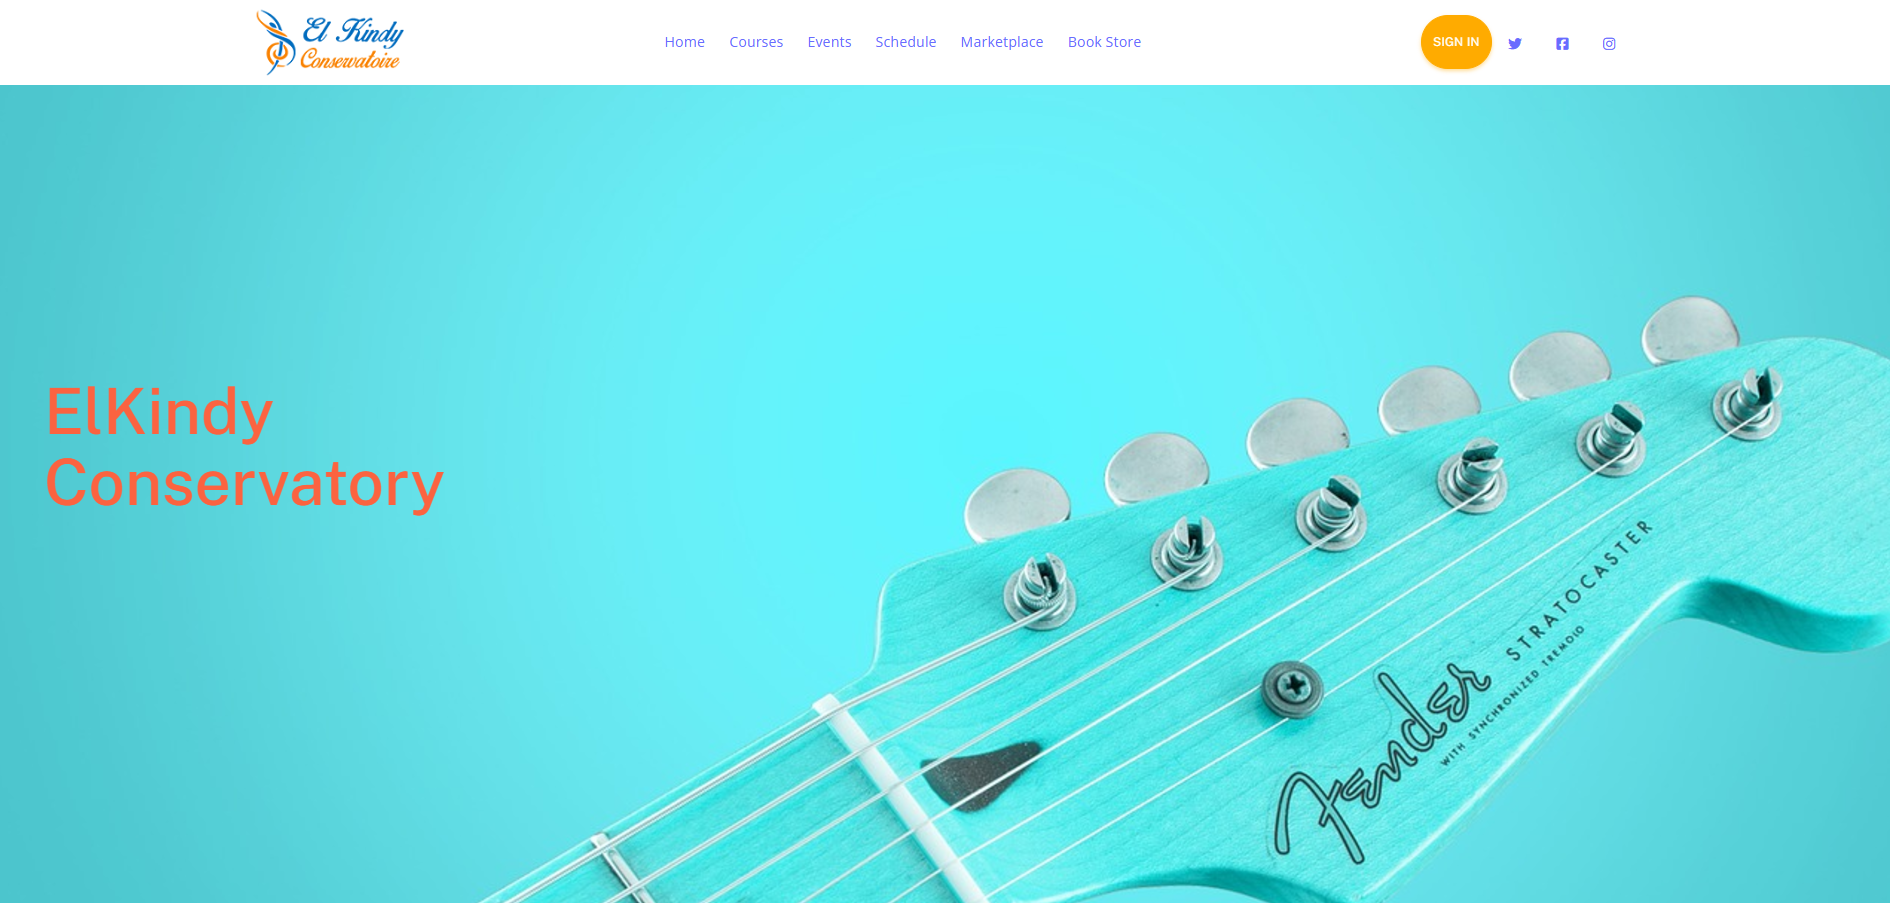 El Kindy
Conservatoire
Home Courses Events Schedule Marketplace Book Store
SIGN IN
ElKindy
Conservatory
Fender
STRATOCASTER
WITH SYNCHRONIZED TREMOLO